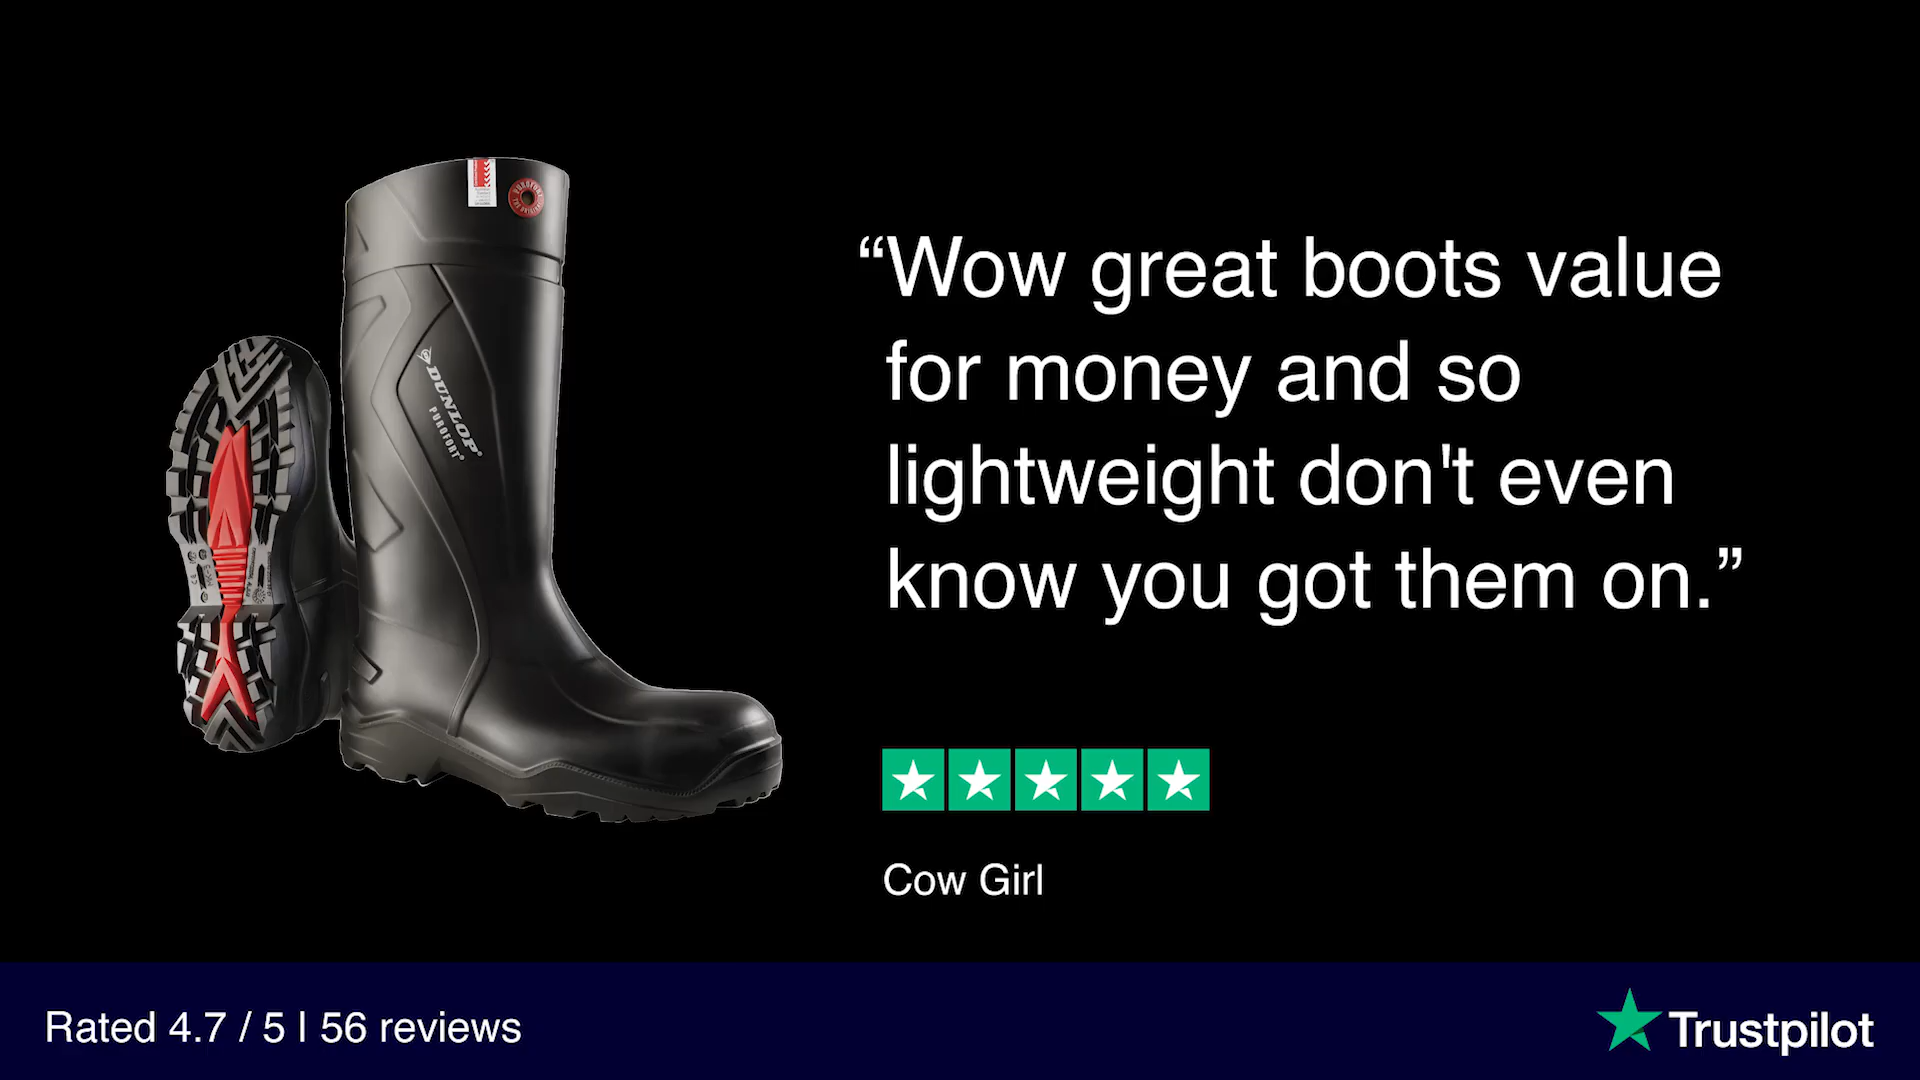 DUNLOP
PUROFORT
“Wow great boots value
for money and so
lightweight don't even
know you got them on.”
Cow Girl
Rated 4.7 / 5 | 56 reviews
Trustpilot